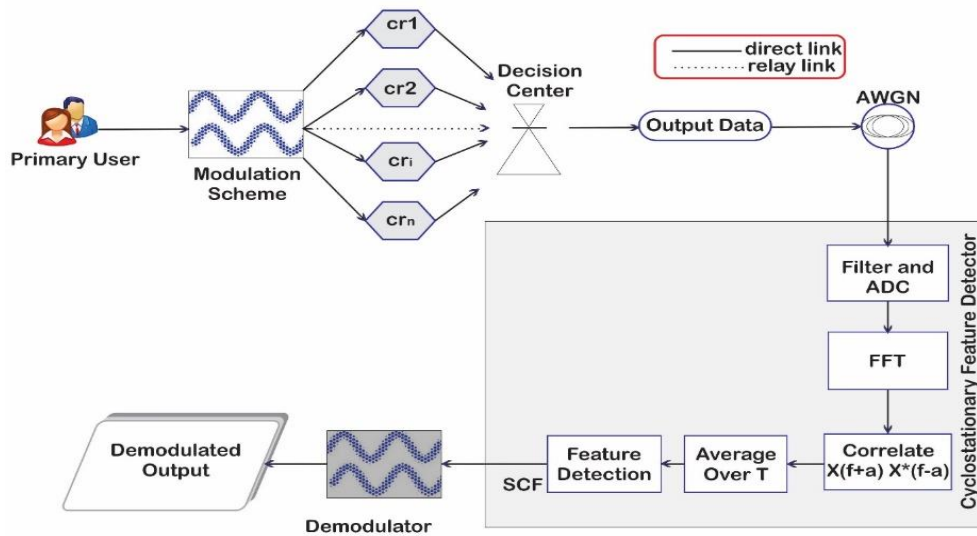 cr1
cr2
crᵢ
crₙ
Primary User
Modulation
Scheme
Decision
Center
direct link
relay link
Output Data
AWGN
Cyclostationary Feature Detector
Filter and
ADC
FFT
Correlate
X(f+a) X*(f-a)
Average
Over T
Feature
Detection
SCF
Demodulator
Demodulated
Output